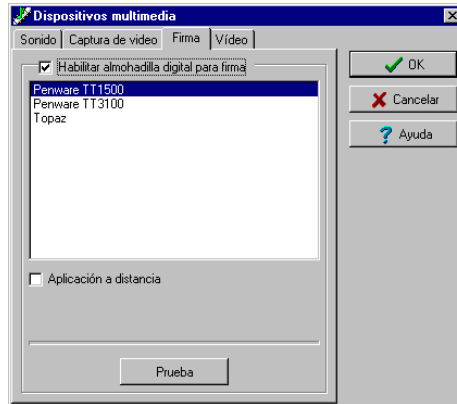 Dispositivos multimedia
Sonido Captura de video Firma Vídeo
Habilitar almohadilla digital para firma
Penware TT1500
Penware TT3100
Topaz
Aplicación a distancia
Prueba
OK
Cancelar
Ayuda